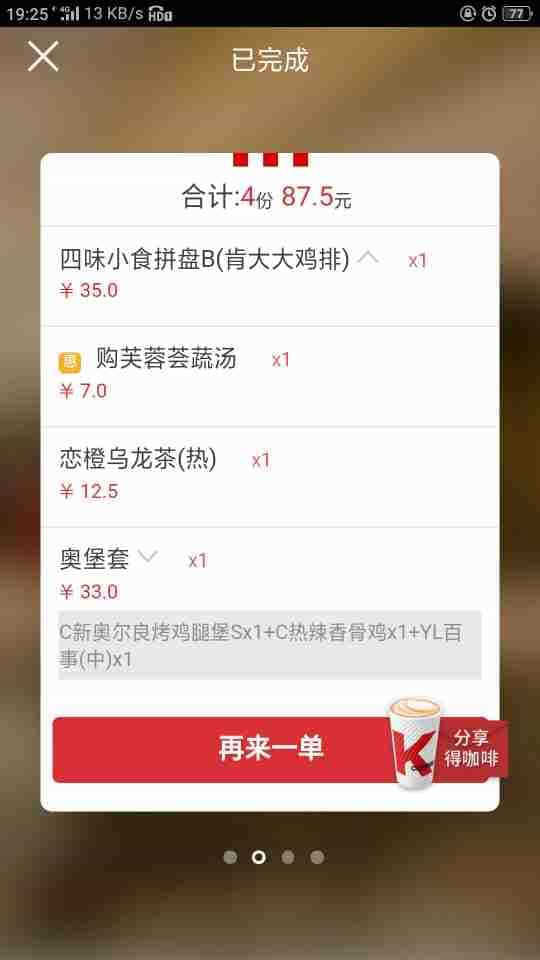 19:25 4G 13 KB/s HD 77
已完成
合计:4份 87.5元
四味小食拼盘B(肯大大鸡排) x1
¥ 35.0
惠 购芙蓉荟蔬汤 x1
¥ 7.0
恋橙乌龙茶(热) x1
¥ 12.5
奥堡套 x1
¥ 33.0
C新奥尔良烤鸡腿堡Sx1+C热辣香骨鸡x1+YL百
事(中)x1
再来一单
K
分享
得咖啡